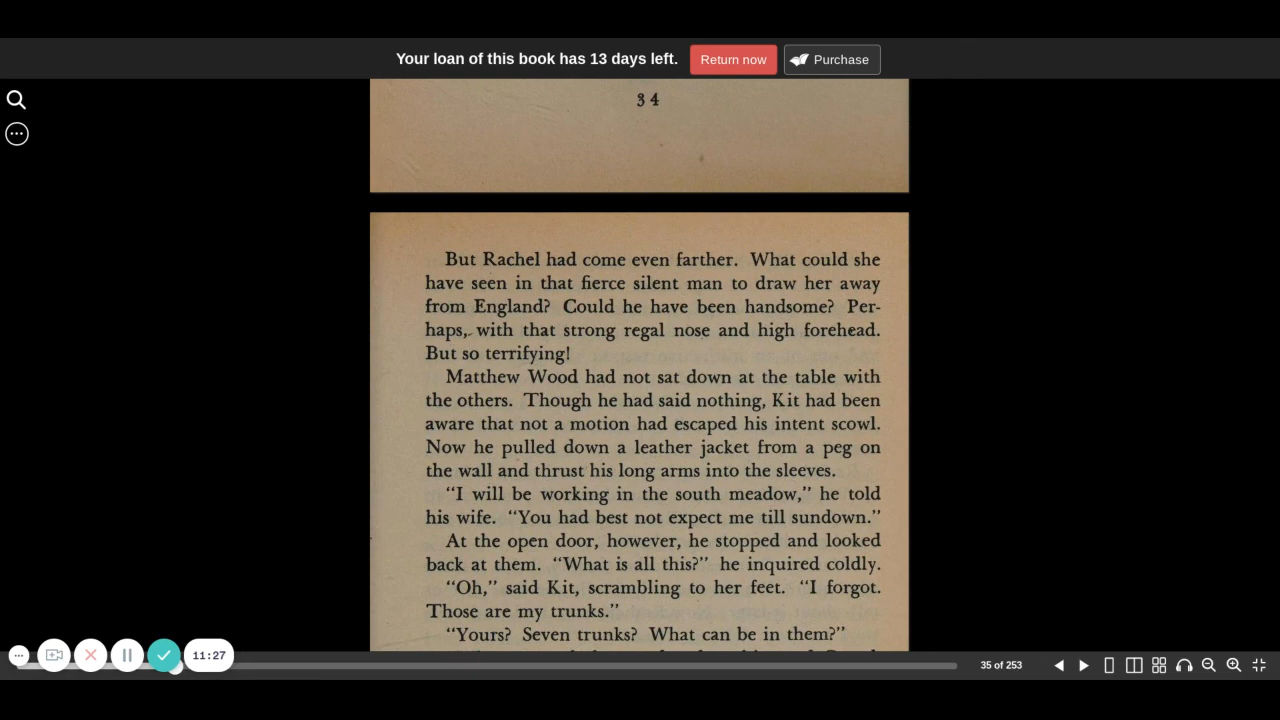 Your loan of this book has 13 days left. Return now Purchase
34
But Rachel had come even farther. What could she
have seen in that fierce silent man to draw her away
from England? Could he have been handsome? Per-
haps, with that strong regal nose and high forehead.
But so terrifying!
Matthew Wood had not sat down at the table with
the others. Though he had said nothing, Kit had been
aware that not a motion had escaped his intent scowl.
Now he pulled down a leather jacket from a peg on
the wall and thrust his long arms into the sleeves.
“I will be working in the south meadow,” he told
his wife. “You had best not expect me till sundown.”
At the open door, however, he stopped and looked
back at them. “What is all this?” he inquired coldly.
“Oh,” said Kit, scrambling to her feet. “I forgot.
Those are my trunks.”
“Yours? Seven trunks? What can be in them?”
11:27
35 of 253